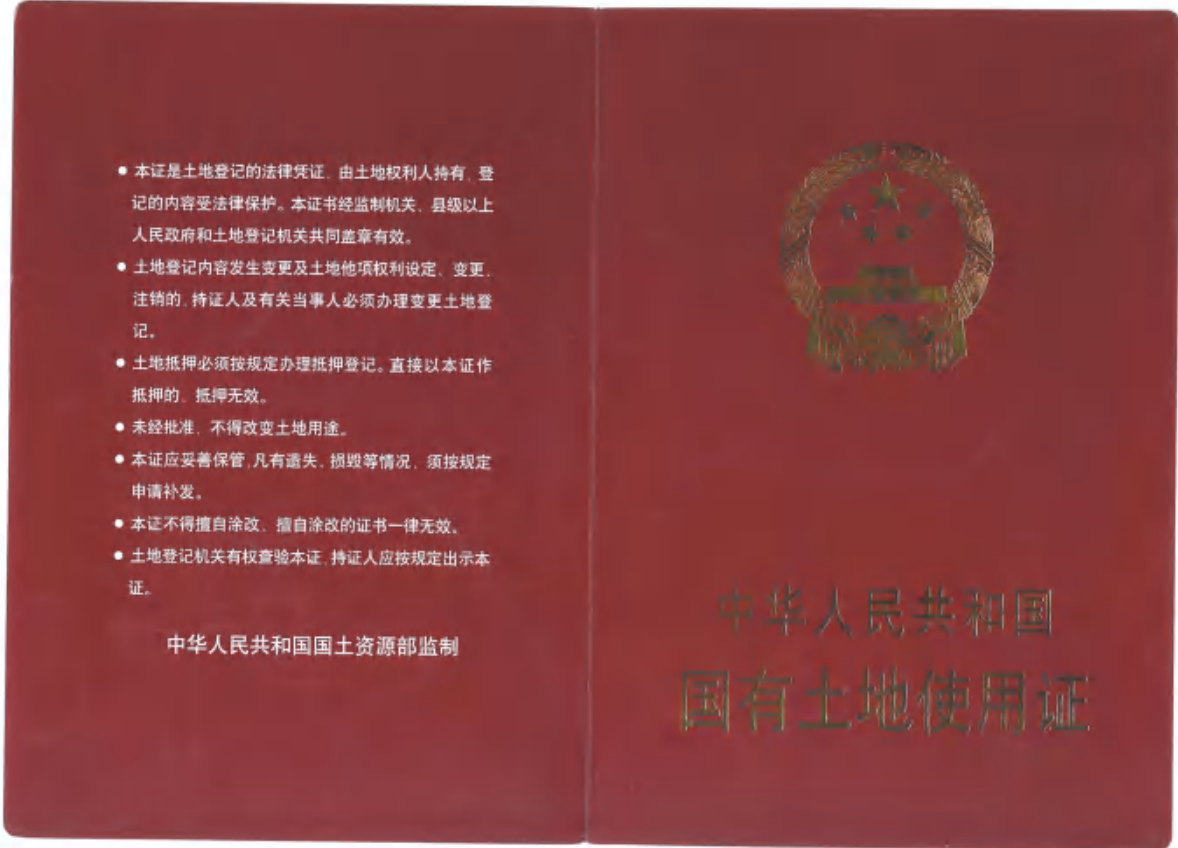 ● 本证是土地登记的法律凭证、由土地权利人持有、登
记的内容受法律保护。本证书经监制机关、县级以上
人民政府和土地登记机关共同盖章有效。
● 土地登记内容发生变更及土地他项权利设定、变更、
注销的、持证人及有关当事人必须办理变更土地登
记。
● 土地抵押必须按规定办理抵押登记。直接以本证作
抵押的、抵押无效。
● 未经批准、不得改变土地用途。
● 本证应妥善保管、凡有遗失、损毁等情况、须按规定
申请补发。
● 本证不得擅自涂改、擅自涂改的证书一律无效。
● 土地登记机关有权查验本证、持证人应按规定出示本
证。
中华人民共和国国土资源部监制
中华人民共和国
国有土地使用证